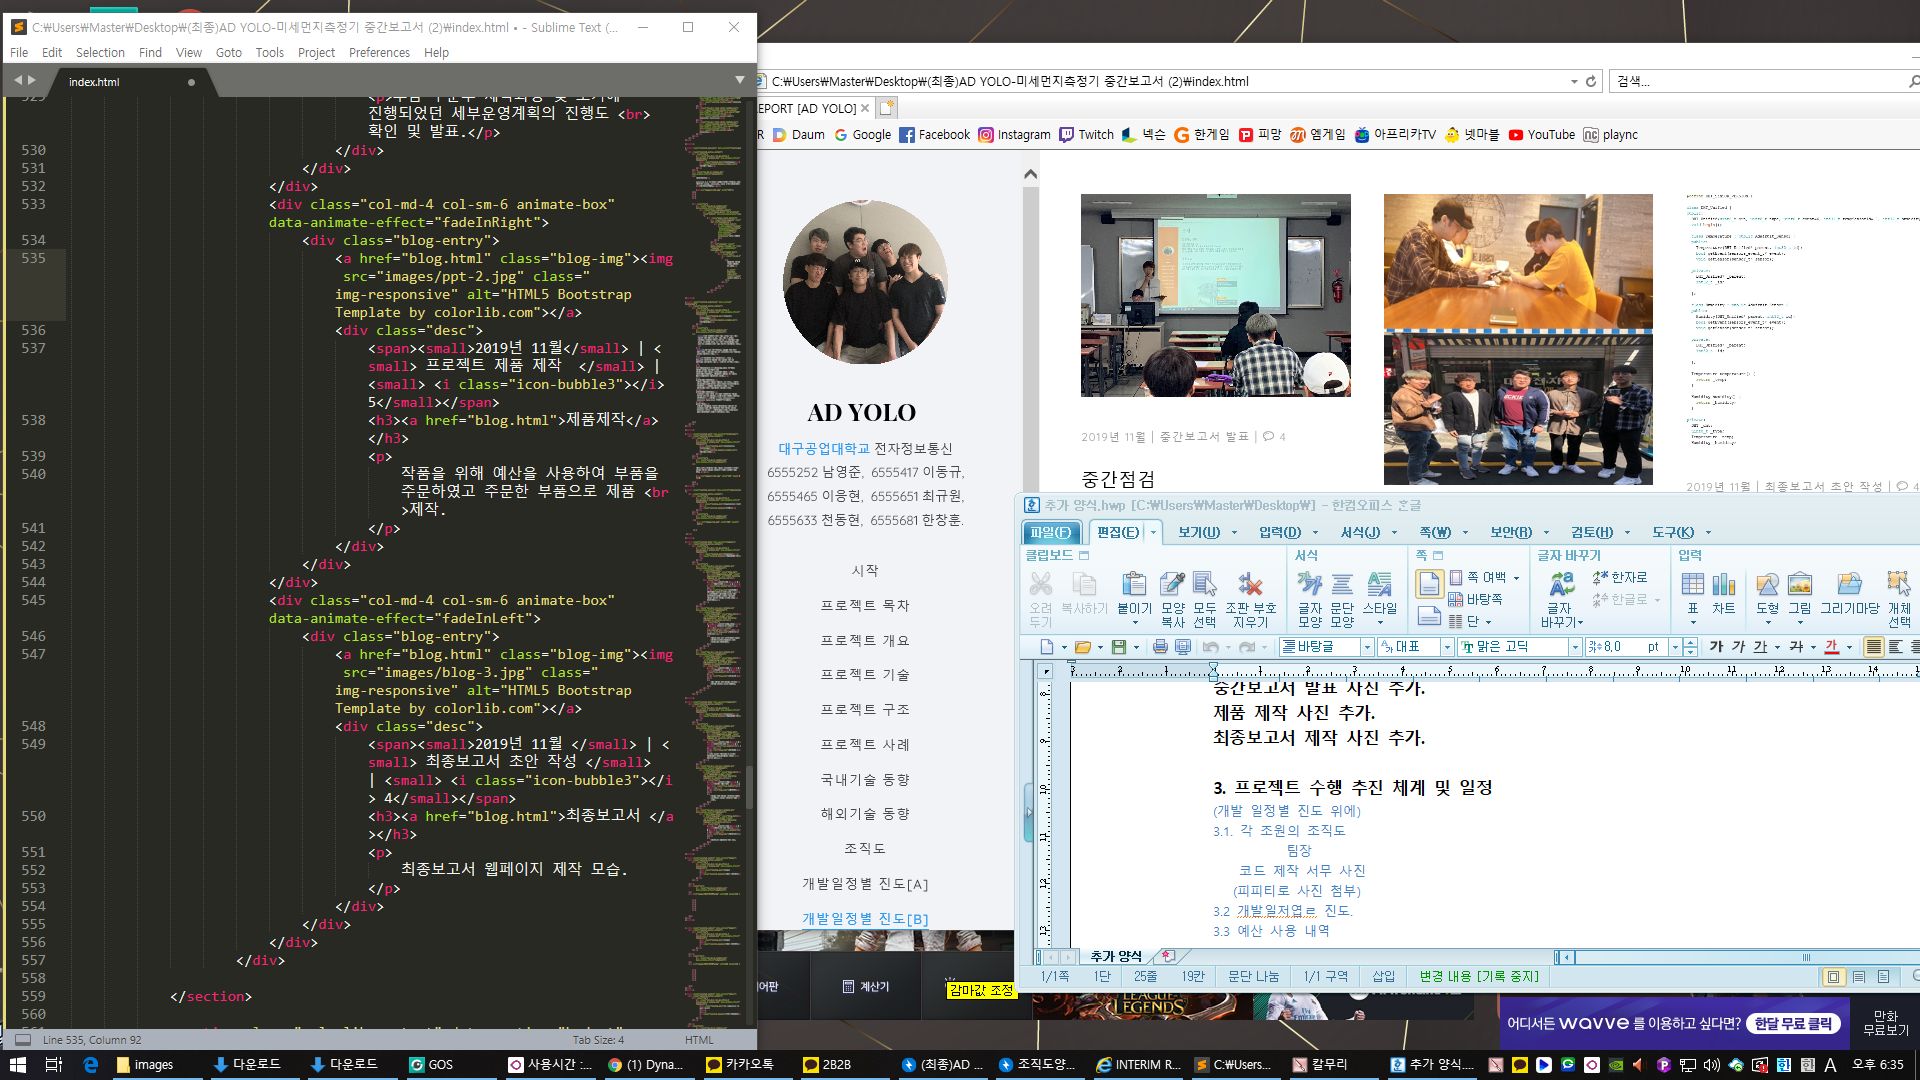 C:￦Users￦Master￦Desktop￦(최종)AD YOLO-미세먼지측정기 중간보고서 (2)￦index.html • - Sublime Text (...
File Edit Selection Find View Goto Tools Project Preferences Help
index.html
진행되었던 세부운영계획의 진행도 <br>
확인 및 발표.</p>
530 </div>
531 </div>
532 </div>
533 <div class="col-md-4 col-sm-6 animate-box"
data-animate-effect="fadeInRight">
534 <div class="blog-entry">
535 <a href="blog.html" class="blog-img"><img
src="images/ppt-2.jpg" class="
img-responsive" alt="HTML5 Bootstrap
Template by colorlib.com"></a>
536 <div class="desc">
537 <span><small>2019년 11월</small> | <
small> 프로젝트 제품 제작  </small> |
<small> <i class="icon-bubble3"></i>
5</small></span>
538 <h3><a href="blog.html">제품제작</a>
</h3>
539 <p>
540 작품을 위해 예산을 사용하여 부품을
주문하였고 주문한 부품으로 제품 <br
>제작.
541 </p>
542 </div>
543 </div>
544 </div>
545 <div class="col-md-4 col-sm-6 animate-box"
data-animate-effect="fadeInLeft">
546 <div class="blog-entry">
547 <a href="blog.html" class="blog-img"><img
src="images/blog-3.jpg" class="
img-responsive" alt="HTML5 Bootstrap
Template by colorlib.com"></a>
548 <div class="desc">
549 <span><small>2019년 11월 </small> | <
small> 최종보고서 초안 작성 </small>
| <small> <i class="icon-bubble3"></i
> 4</small></span>
550 <h3><a href="blog.html">최종보고서 </a
></h3>
551 <p>
552 최종보고서 웹페이지 제작 모습.
553 </p>
554 </div>
555 </div>
556 </div>
557 </div>
558
559 </section>
560
Line 535, Column 92 Tab Size: 4 HTML
C:￦Users￦Master￦Desktop￦(최종)AD YOLO-미세먼지측정기 중간보고서 (2)￦index.html 검색...
EPORT [AD YOLO]
R Daum Google Facebook Instagram Twitch 넥슨 한게임 피망 엠게임 아프리카TV 넷마블 YouTube plaync
AD YOLO
대구공업대학교 전자정보통신
6555252 남영준, 6555417 이동규,
6555465 이응현, 6555651 최규원,
6555633 전동현, 6555681 한창훈.
시작
프로젝트 목차
프로젝트 개요
프로젝트 기술
프로젝트 구조
프로젝트 사례
국내기술 동향
해외기술 동향
조직도
개발일정별 진도[A]
개발일정별 진도[B]
2019년 11월 | 중간보고서 발표 | 4
중간점검
2019년 11월 | 최종보고서 초안 작성 | 4
추가 양식.hwp [C:￦Users￦Master￦Desktop￦] - 한컴오피스 한글
파일(F) 편집(E) 보기(U) 입력(D) 서식(J) 쪽(W) 보안(R) 검토(H) 도구(K)
클립보드 서식 쪽 글자 바꾸기 입력
오려 두기 복사하기 붙이기 모양 복사 모두 선택 조판 부호 지우기 글자 모양 문단 모양 스타일 쪽 여백 바탕쪽 단 글자 바꾸기 한자로 한글로 표 차트 도형 그림 그리기마당 개체 선택
바탕글 대표 맑은 고딕 8.0 pt 가 가 가 가 가
중간보고서 발표 사진 추가.
제품 제작 사진 추가.
최종보고서 제작 사진 추가.
3. 프로젝트 수행 추진 체계 및 일정
(개발 일정별 진도 위에)
3.1. 각 조원의 조직도
팀장
코드 제작 서무 사진
(피피티로 사진 첨부)
3.2 개발일저엽ㄹ 진도.
3.3 예산 사용 내역
추가 양식
1/1쪽 1단 25줄 19칸 문단 나눔 1/1 구역 삽입 변경 내용 [기록 중지]
어판 계산기
감마값 조정
LEAGUE LEGENDS
어디서든 wavve 를 이용하고 싶다면? 한달 무료 클릭
만화
무료보기
images 다운로드 다운로드 GOS 사용시간 :... (1) Dyna... 카카오톡 2B2B (최종)AD ... 조직도양... INTERIM R... C:￦Users... 칼무리 추가 양식.... A 오후 6:35